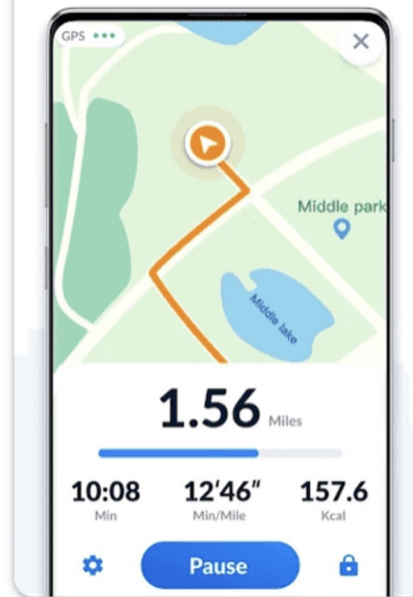 GPS
Middle park
Middle lake
1.56 Miles
10:08 12'46" 157.6
Min Min/Mile Kcal
Pause